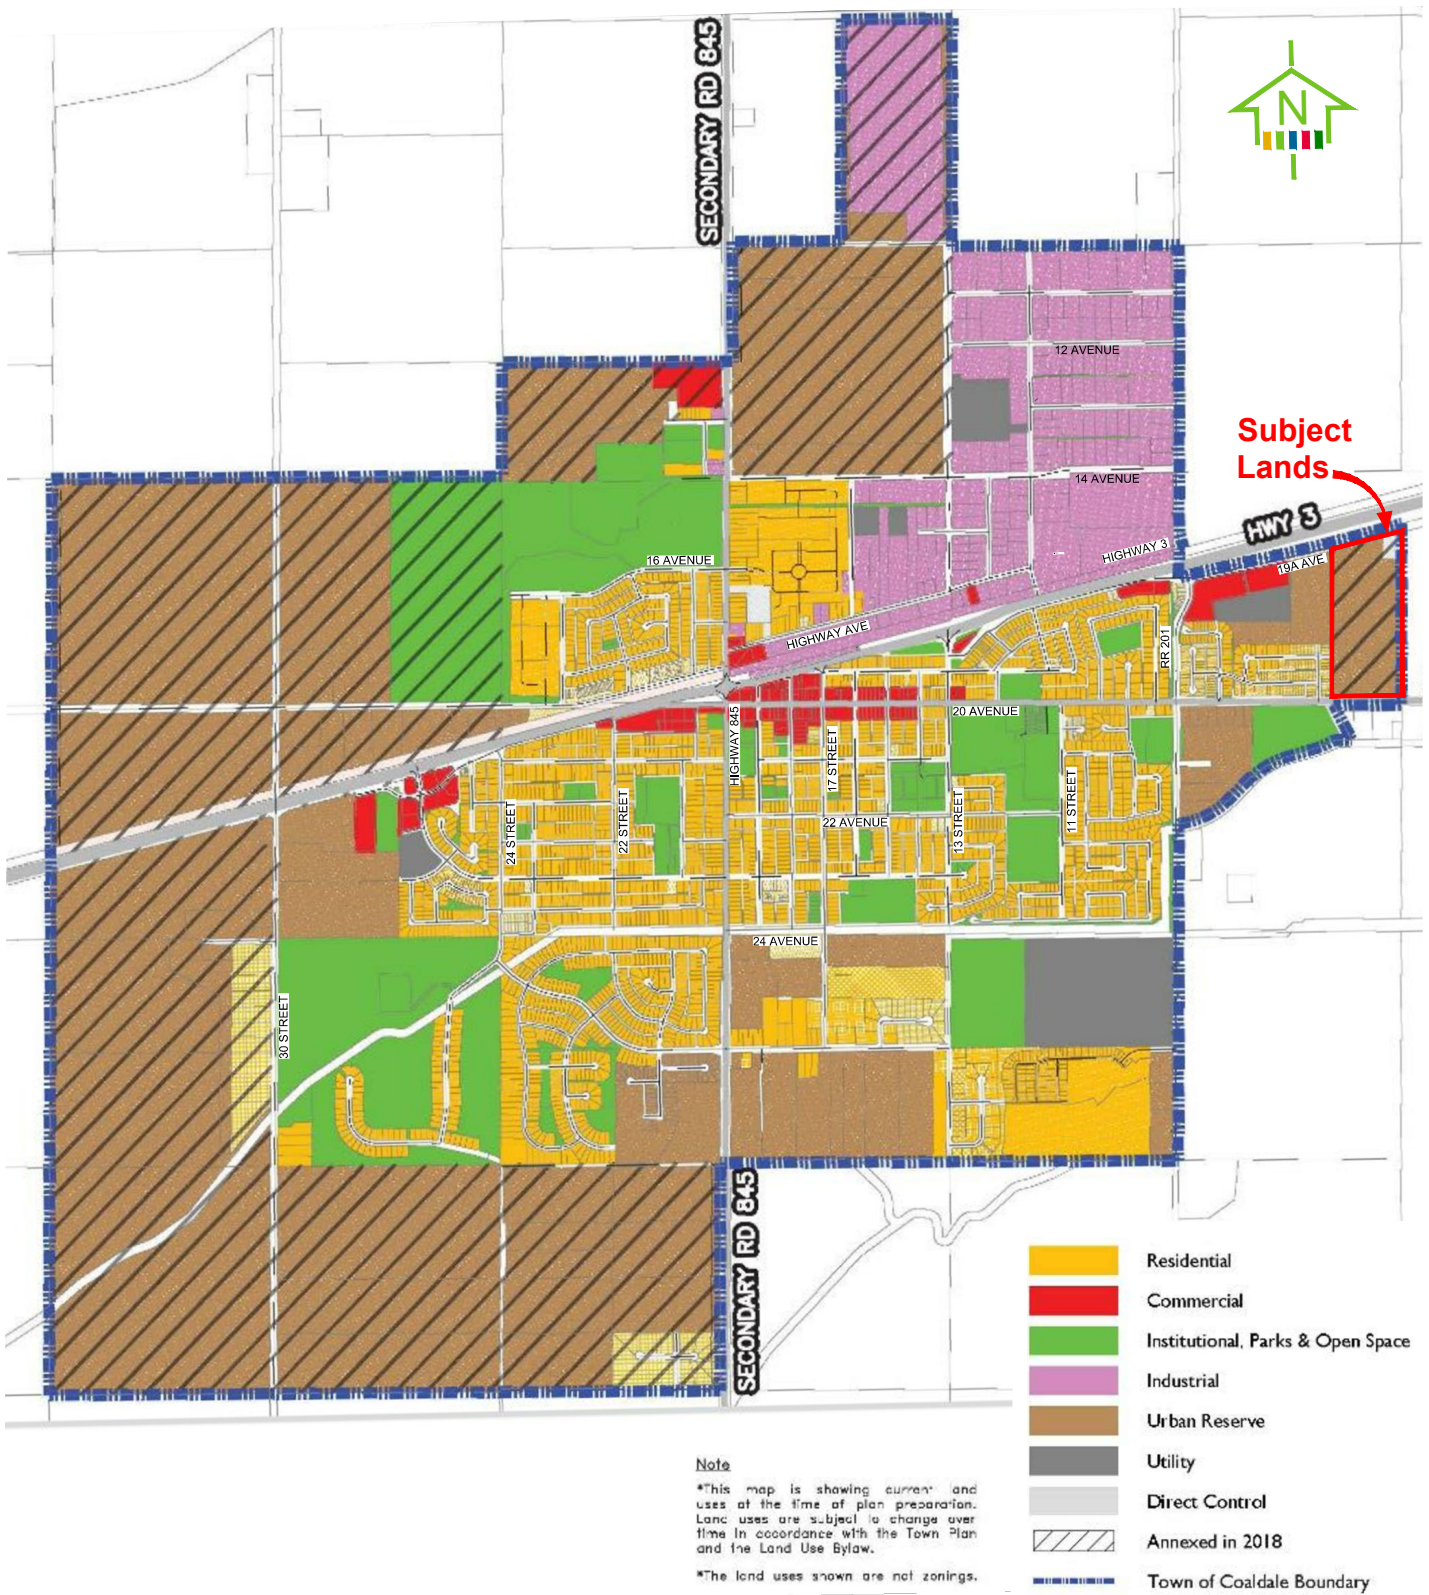 SECONDARY RD 845
N
12 AVENUE
Subject
Lands
14 AVENUE
HWY 3
HIGHWAY 3
19A AVE
16 AVENUE
HIGHWAY AVE
RR 201
20 AVENUE
HIGHWAY 845
17 STREET
24 STREET
22 STREET
22 AVENUE
13 STREET
11 STREET
24 AVENUE
30 STREET
SECONDARY RD 845
Residential
Commercial
Institutional, Parks & Open Space
Industrial
Urban Reserve
Utility
Direct Control
Annexed in 2018
Town of Coaldale Boundary
Note
*This map is showing current land
uses at the time of plan preparation.
Land uses are subject to change over
time in accordance with the Town Plan
and the Land Use Bylaw.
*The land uses shown are not zonings.